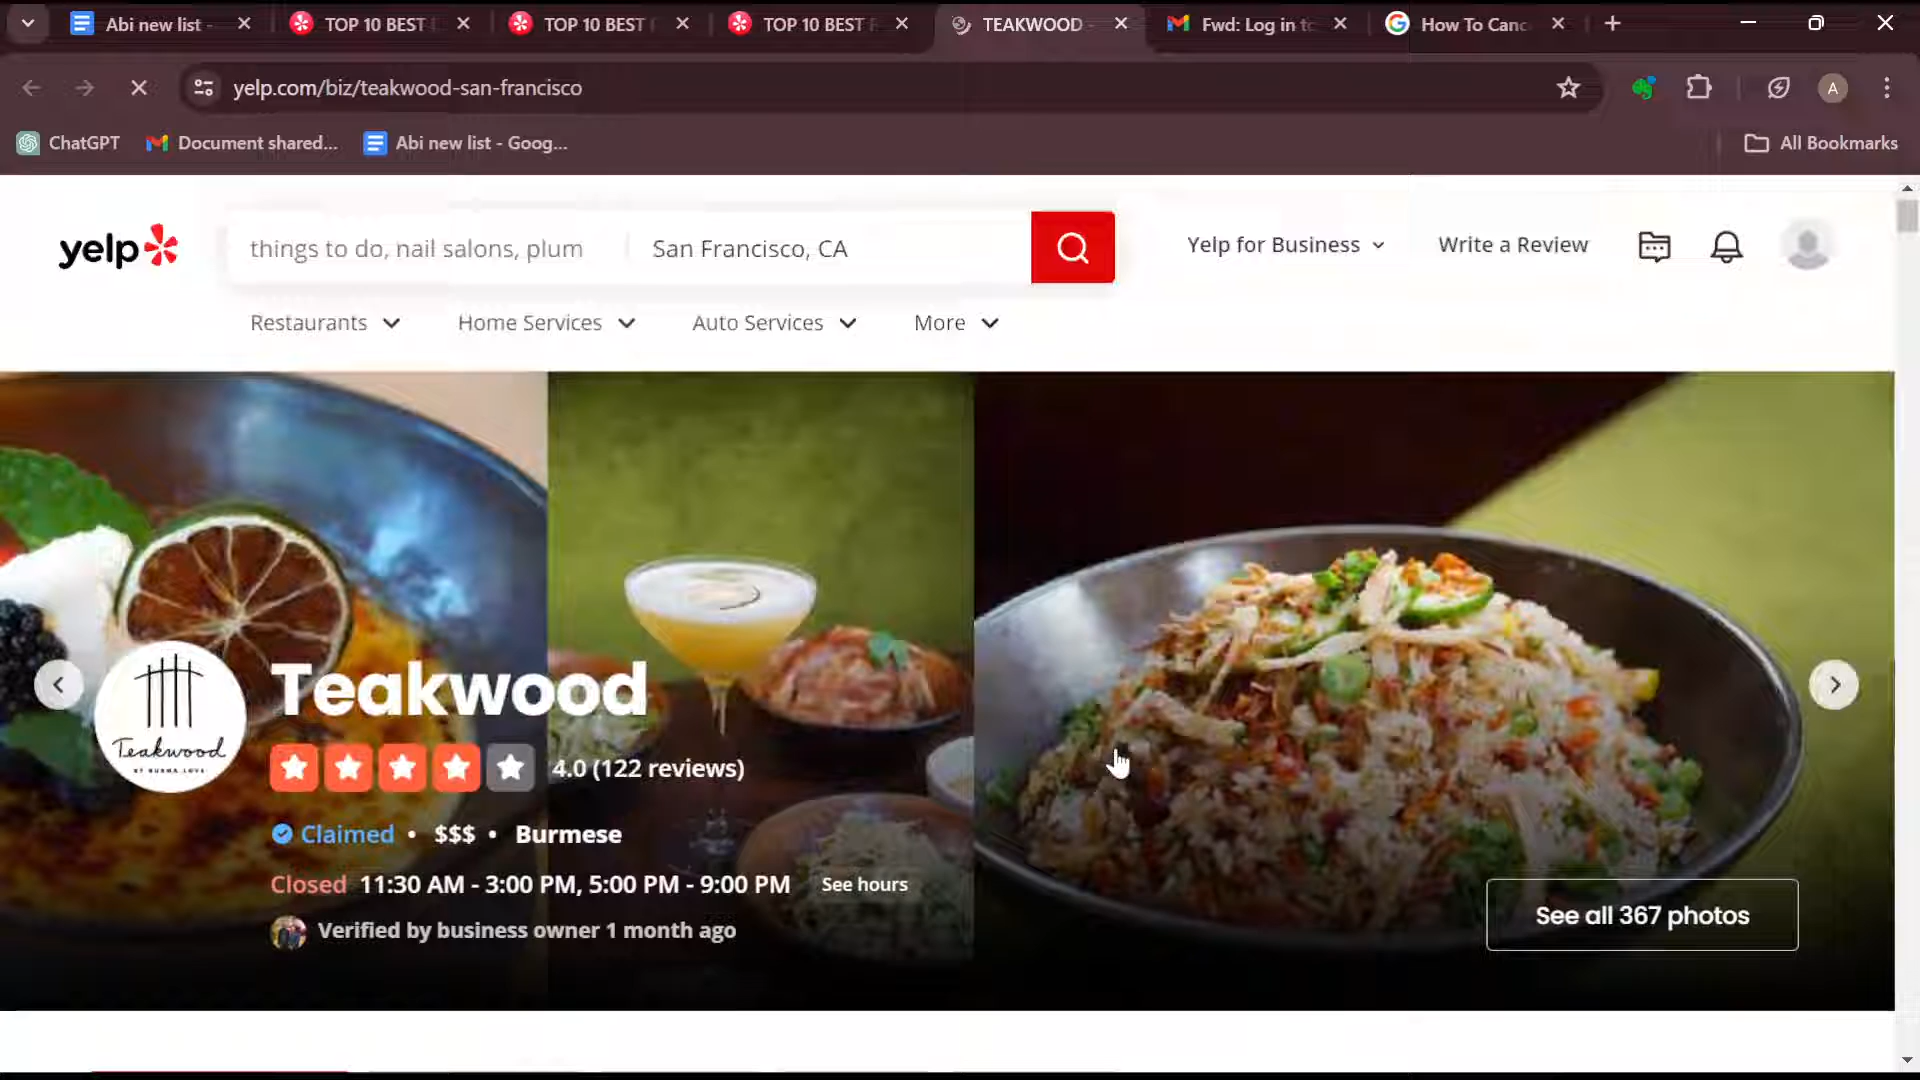 Abi new list -
TOP 10 BEST
TOP 10 BEST
TOP 10 BEST
TEAKWOOD -
Fwd: Log in to
How To Canc
yelp.com/biz/teakwood-san-francisco
A
ChatGPT
Document shared...
Abi new list - Goog...
All Bookmarks
yelp
things to do, nail salons, plum
San Francisco, CA
Yelp for Business
Write a Review
Restaurants
Home Services
Auto Services
More
Teakwood
Teakwood
BY BURMA LOVE
4.0 (122 reviews)
Claimed • $$$ • Burmese
Closed 11:30 AM - 3:00 PM, 5:00 PM - 9:00 PM See hours
Verified by business owner 1 month ago
See all 367 photos